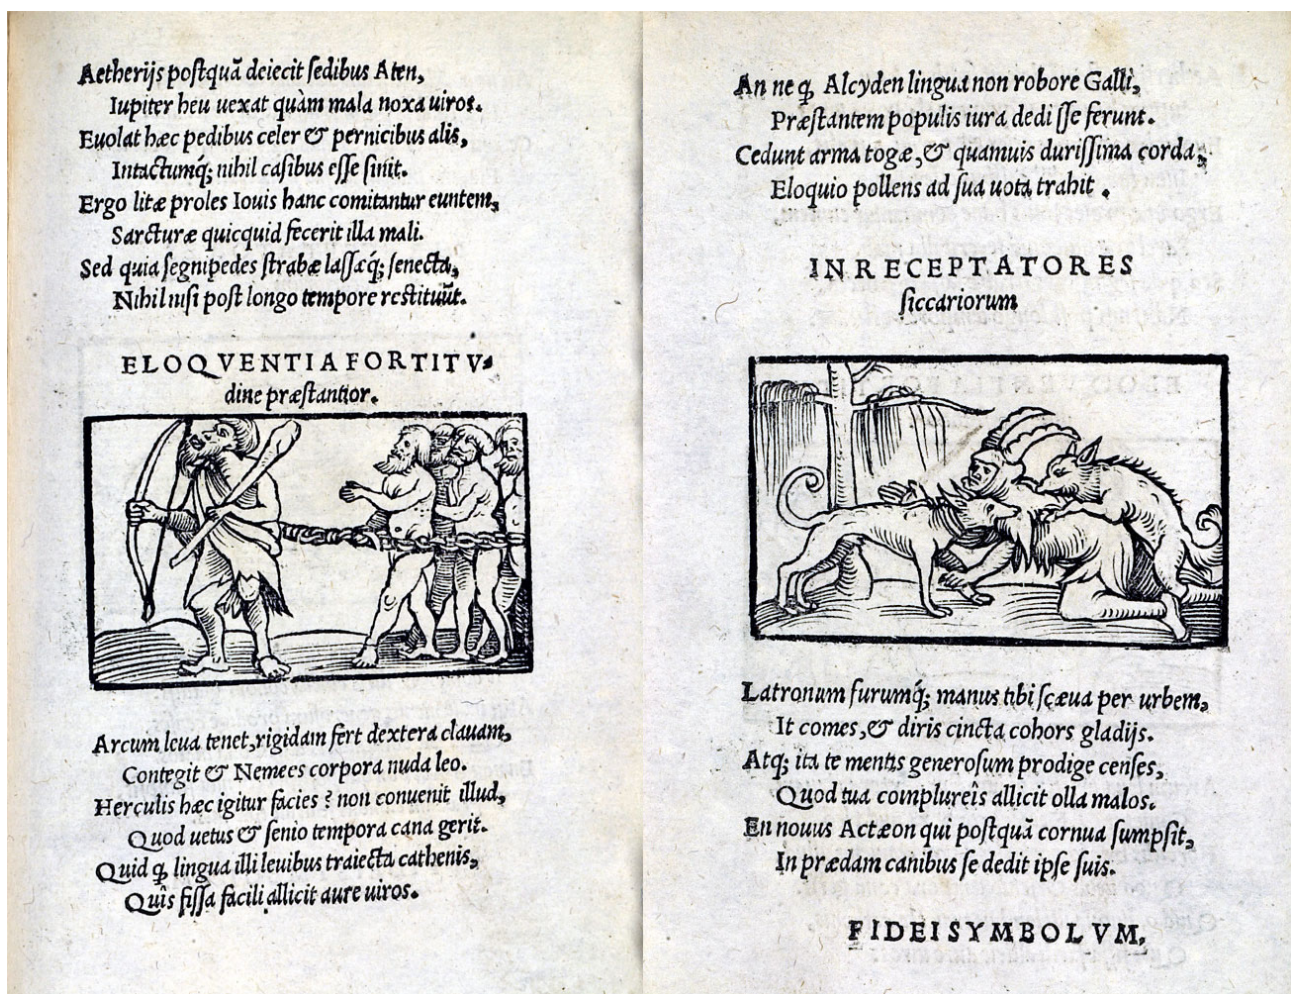 Aetherijs postquã deiecit sedibus Aten,
Iupiter heu uexat quàm mala noxa uiros.
Euolat hæc pedibus celer & pernicibus alis,
Intactumq́; nihil casibus esse sinit.
Ergo litæ proles Iouis hanc comitantur euntem,
Sarcturæ quicquid fecerit illa mali.
Sed quia segnipedes strabæ lassæq́; senecta,
Nihil nisi post longo tempore restituũt.
ELOQVENTIA FORTITV-
dine præstantior.
Arcum leua tenet, rigidam fert dextera clauam,
Contegit & Nemees corpora nuda leo.
Herculis hæc igitur facies? non conuenit illud,
Quod uetus & senio tempora cana gerit.
Quid q, lingua illi leuibus traiecta cathenis,
Quîs fissa facili allicit aure uiros.
An ne q, Alcyden lingua non robore Galli,
Præstantem populis iura dedisse ferunt.
Cedunt arma togæ, & quamuis durissima corda,
Eloquio pollens ad sua uota trahit.
IN RECEPTATORES
siccariorum
Latronum furumq́; manus tibi scæua per urbem,
It comes, & diris cincta cohors gladijs.
Atq; ita te mentis generosum prodige censes,
Quod tua complureîs allicit olla malos.
En nouus Actæon qui postquã cornua sumpsit,
In prædam canibus se dedit ipse suis.
FIDEI SYMBOLVM.